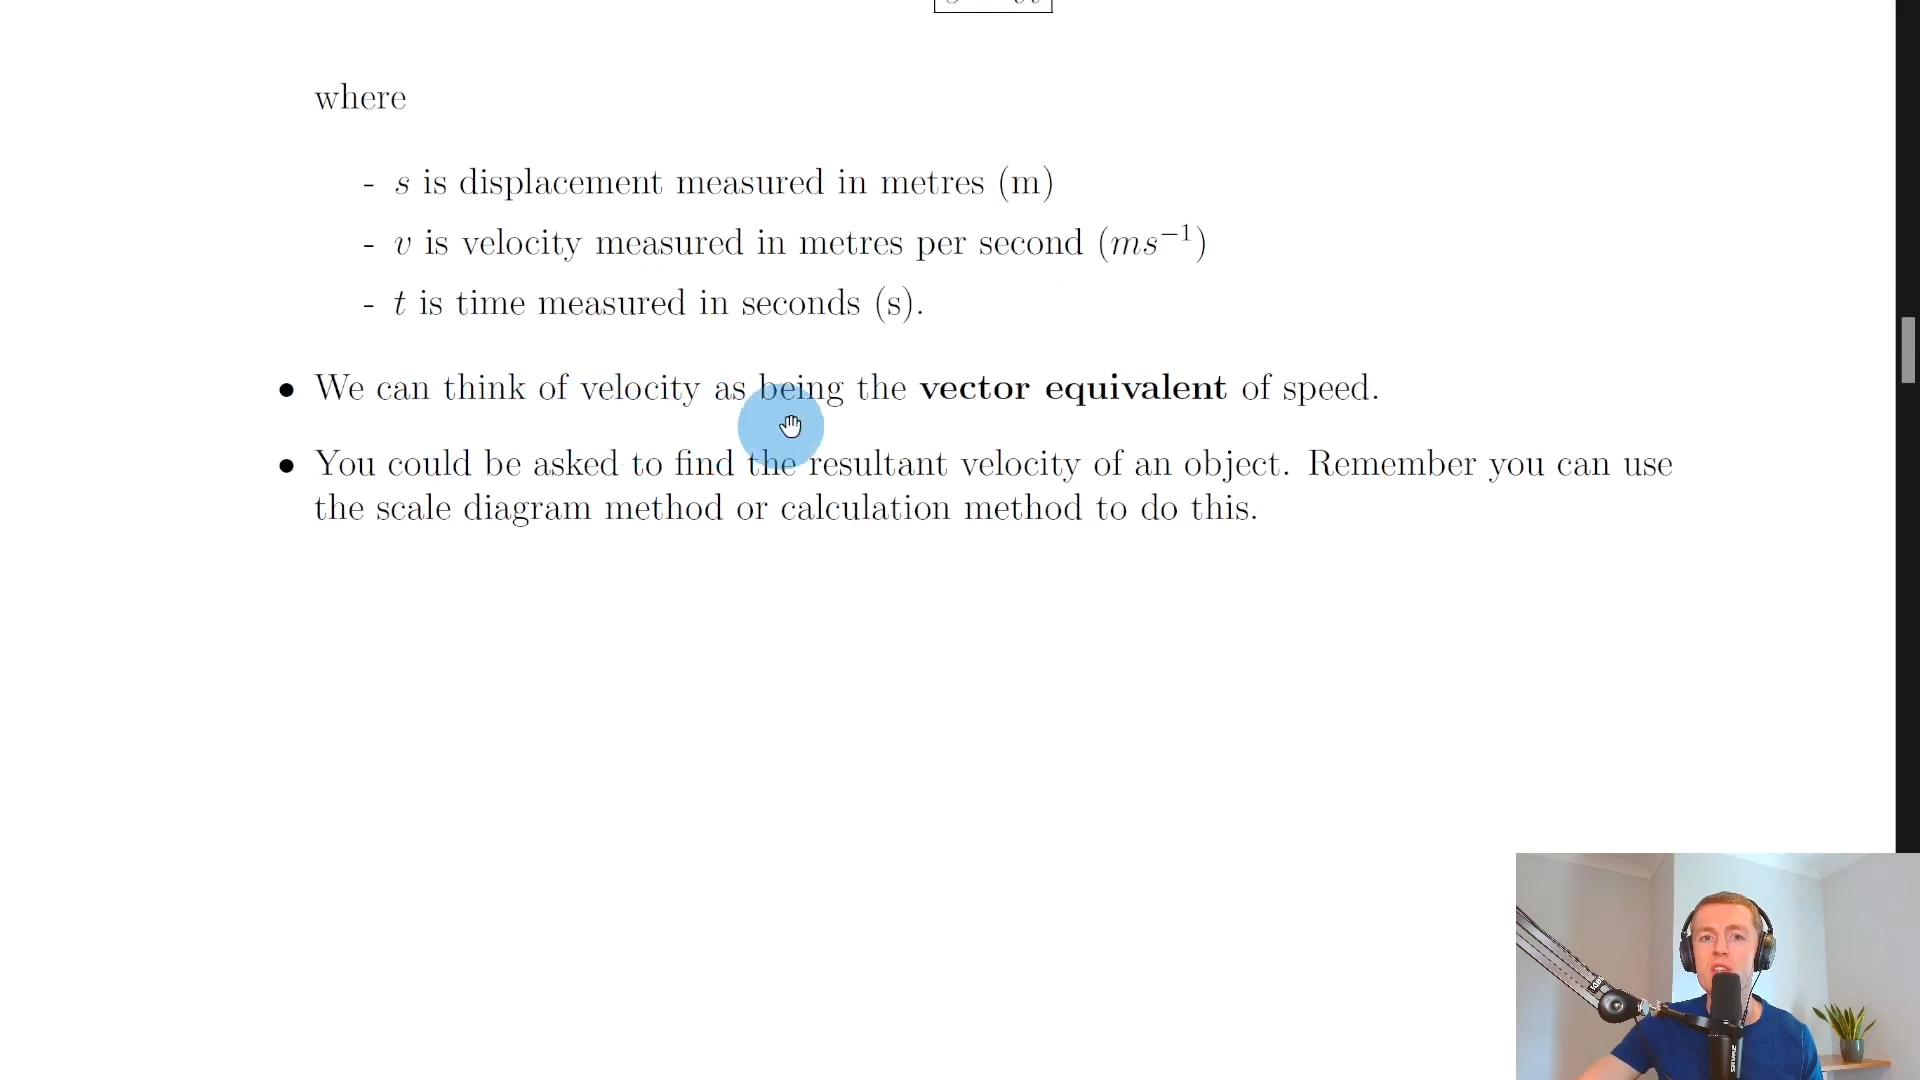 where
- s is displacement measured in metres (m)
- v is velocity measured in metres per second (ms⁻¹)
- t is time measured in seconds (s).
• We can think of velocity as being the vector equivalent of speed.
• You could be asked to find the resultant velocity of an object. Remember you can use
the scale diagram method or calculation method to do this.